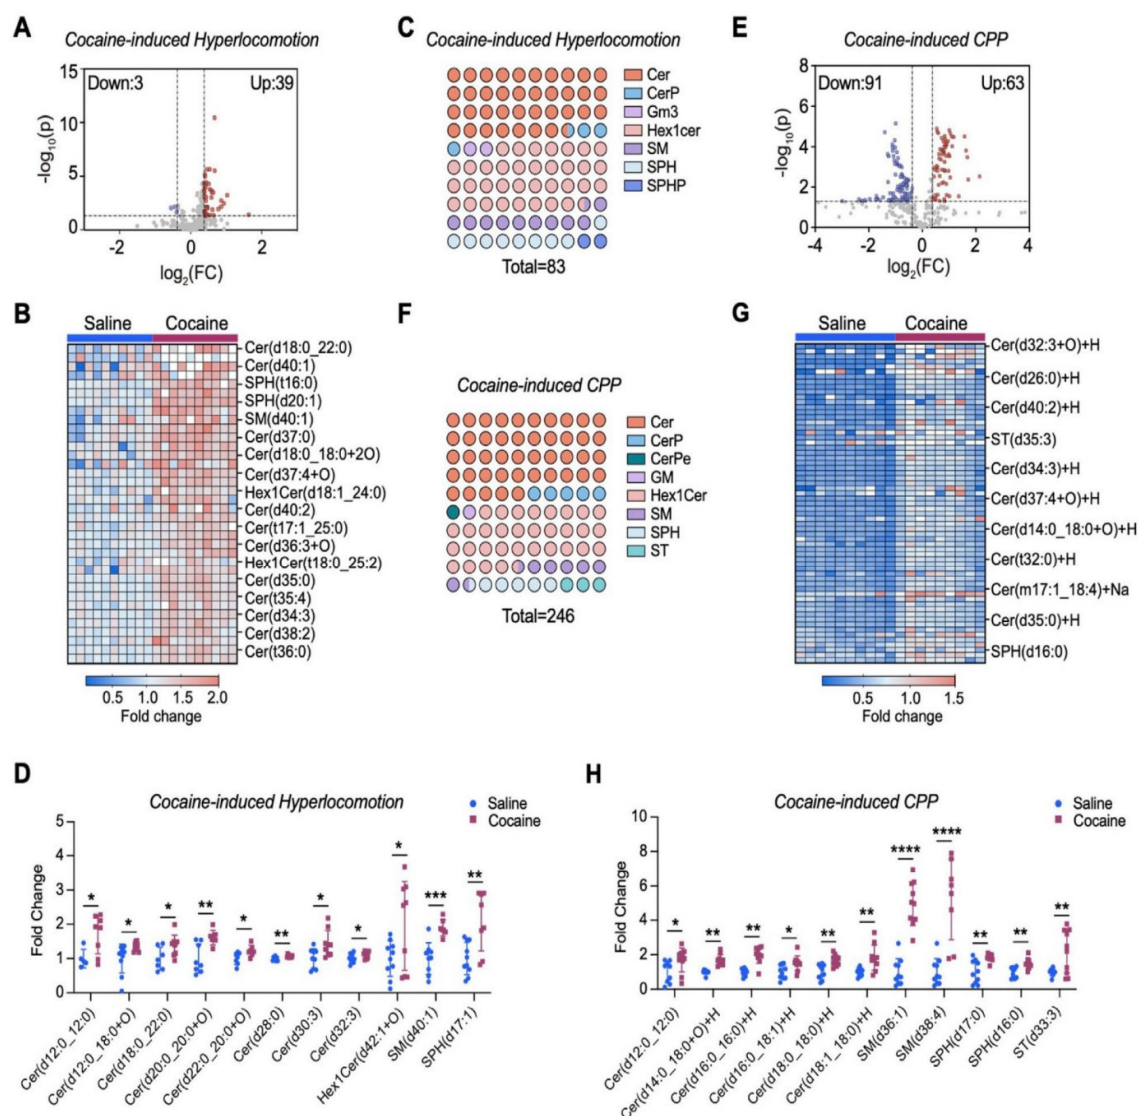 A
Cocaine-induced Hyperlocomotion
Down:3
Up:39
15
10
5
0
-log10(p)
-2
0
2
log2(FC)
C
Cocaine-induced Hyperlocomotion
Cer
CerP
Gm3
Hex1cer
SM
SPH
SPHP
Total=83
E
Cocaine-induced CPP
Down:91
Up:63
8
6
4
2
0
-log10(p)
-4
-2
0
2
4
log2(FC)
B
Saline
Cocaine
Cer(d18:0_22:0)
Cer(d40:1)
SPH(t16:0)
SPH(d20:1)
SM(d40:1)
Cer(d37:0)
Cer(d18:0_18:0+2O)
Cer(d37:4+O)
Hex1Cer(d18:1_24:0)
Cer(d40:2)
Cer(t17:1_25:0)
Cer(d36:3+O)
Hex1Cer(t18:0_25:2)
Cer(d35:0)
Cer(t35:4)
Cer(d34:3)
Cer(d38:2)
Cer(t36:0)
0.5
1.0
1.5
2.0
Fold change
F
Cocaine-induced CPP
Cer
CerP
CerPe
GM
Hex1Cer
SM
SPH
ST
Total=246
G
Saline
Cocaine
Cer(d32:3+O)+H
Cer(d26:0)+H
Cer(d40:2)+H
ST(d35:3)
Cer(d34:3)+H
Cer(d37:4+O)+H
Cer(d14:0_18:0+O)+H
Cer(t32:0)+H
Cer(m17:1_18:4)+Na
Cer(d35:0)+H
SPH(d16:0)
0.5
1.0
1.5
Fold change
D
Cocaine-induced Hyperlocomotion
Saline
Cocaine
5
4
3
2
1
0
Fold Change
*
*
*
**
*
**
*
*
*
***
**
Cer(d12:0_12:0)
Cer(d12:0_18:0+O)
Cer(d18:0_22:0)
Cer(d20:0_20:0+O)
Cer(d22:0_20:0+O)
Cer(d28:0)
Cer(d30:3)
Cer(d32:3)
Hex1Cer(d42:1+O)
SM(d40:1)
SPH(d17:1)
H
Cocaine-induced CPP
Saline
Cocaine
10
8
6
4
2
0
Fold Change
*
**
**
*
**
**
****
****
**
**
**
Cer(d12:0_12:0)
Cer(d14:0_18:0+O)+H
Cer(d16:0_16:0)+H
Cer(d16:0_18:1)+H
Cer(d18:0_18:0)+H
Cer(d18:1_18:0)+H
SM(d36:1)
SM(d38:4)
SPH(d17:0)
SPH(d16:0)
ST(d33:3)